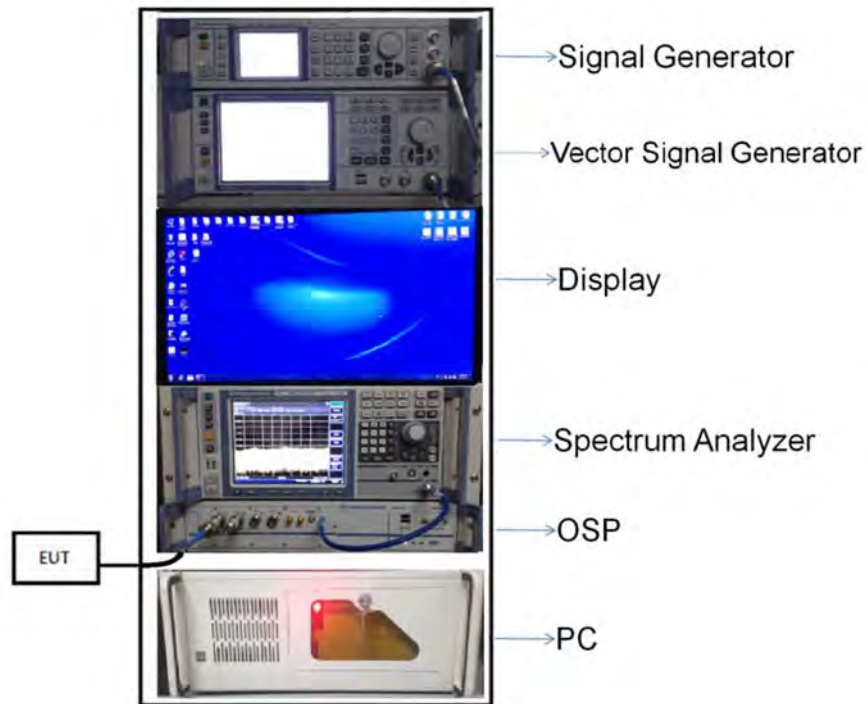 Signal Generator
Vector Signal Generator
Display
Spectrum Analyzer
OSP
EUT
PC